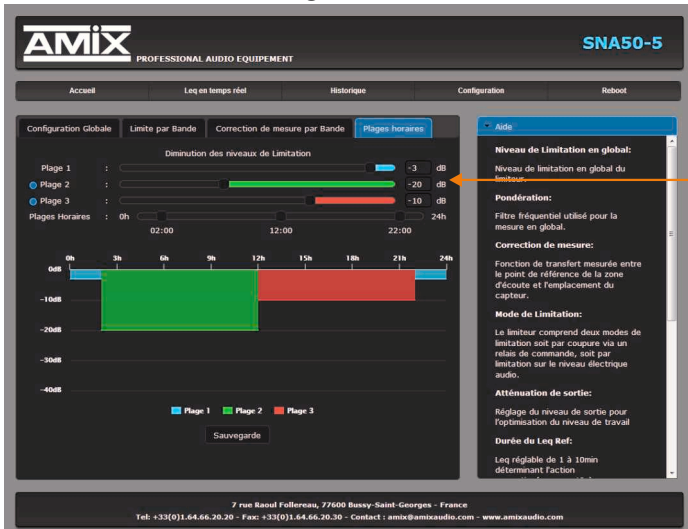 AMiX
PROFESSIONAL AUDIO EQUIPEMENT
SNA50-5
Accueil Leq en temps réel Historique Configuration Reboot
Configuration Globale Limite par Bande Correction de mesure par Bande Plages horaires
Diminution des niveaux de Limitation
Plage 1 : -3 dB
Plage 2 : -20 dB
Plage 3 : -10 dB
Plages Horaires : 0h 24h
02:00 12:00 22:00
0h 3h 6h 9h 12h 15h 18h 21h 24h
0dB
-10dB
-20dB
-30dB
-40dB
Plage 1 Plage 2 Plage 3
Sauvegarde
Aide
Niveau de Limitation en global:
Niveau de limitation en global du
limiteur.
Pondération:
Filtre fréquentiel utilisé pour la
mesure en global.
Correction de mesure:
Fonction de transfert mesurée entre
le point de référence de la zone
d'écoute et l'emplacement du
capteur.
Mode de Limitation:
Le limiteur comprend deux modes de
limitation soit par coupure via un
relais de commande, soit par
limitation sur le niveau électrique
audio.
Atténuation de sortie:
Réglage du niveau de sortie pour
l'optimisation du niveau de travail
Durée du Leq Ref:
Leq réglable de 1 à 10min
déterminant l'action
7 rue Raoul Follereau, 77600 Bussy-Saint-Georges - France
Tel: +33(0)1.64.66.20.20 - Fax: +33(0)1.64.66.20.30 - Contact : amix@amixaudio.com - www.amixaudio.com